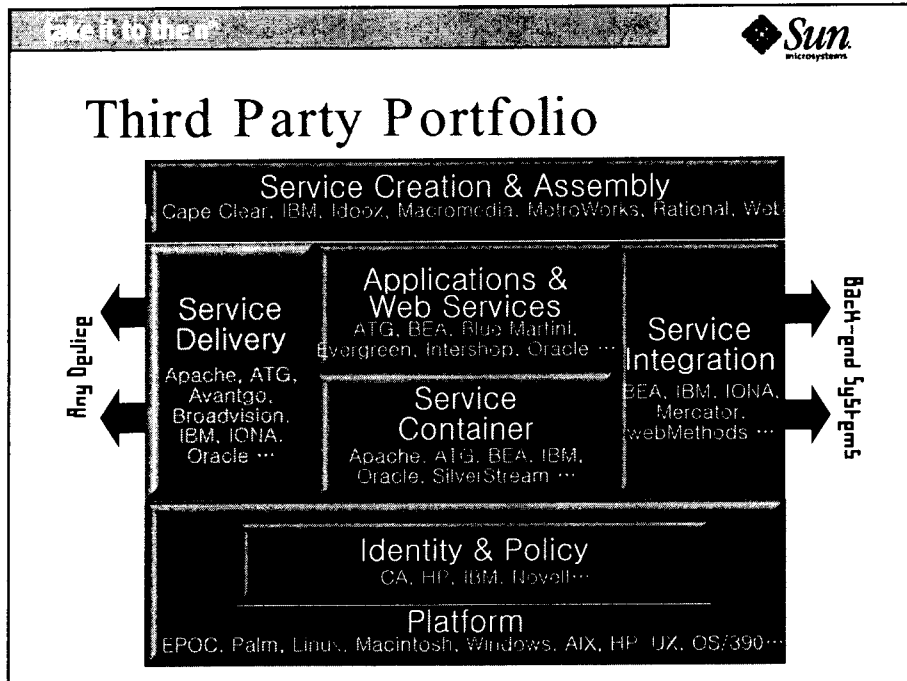 take it to the nth
Sun
microsystems
Third Party Portfolio
Service Creation & Assembly
Cape Clear, IBM, Idoox, Macromedia, MetroWorks, Rational, Web
Any Device
Service
Delivery
Apache, ATG,
Avantgo,
Broadvision,
IBM, IONA,
Oracle ...
Applications &
Web Services
ATG, BEA, Blue Martini,
Evergreen, Intershop, Oracle ...
Service
Container
Apache, ATG, BEA, IBM,
Oracle, SilverStream ...
Service
Integration
BEA, IBM, IONA,
Mercator,
webMethods ...
Back-end Systems
Identity & Policy
CA, HP, IBM, Novell...
Platform
EPOC, Palm, Linux, Macintosh, Windows, AIX, HP-UX, OS/390...